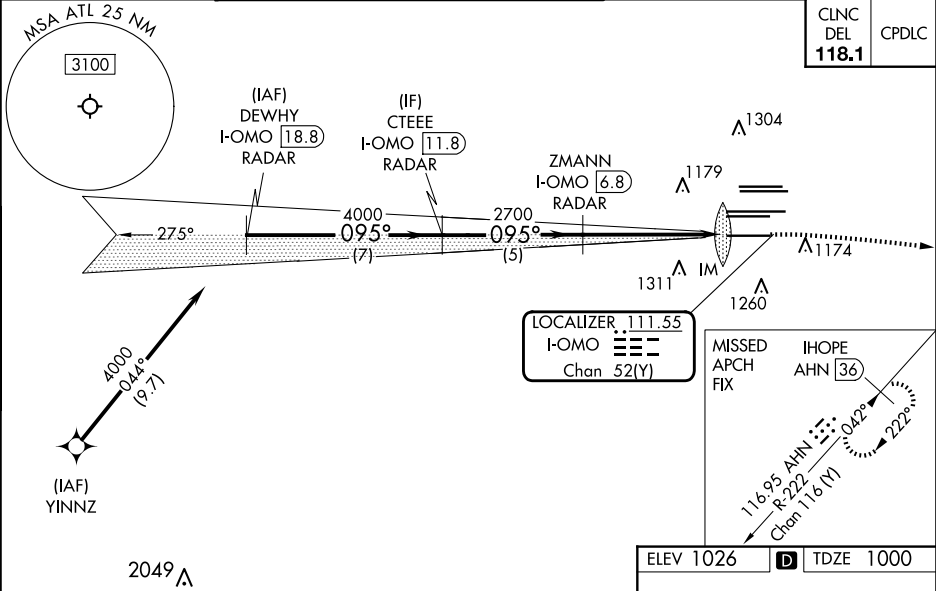 MSA ATL 25 NM
3100
CLNC
DEL
118.1
CPDLC
(IAF)
DEWHY
I-OMO 18.8
RADAR
(IF)
CTEEE
I-OMO 11.8
RADAR
ZMANN
I-OMO 6.8
RADAR
1304
1179
4000
2700
275°
095°
095°
(7)
(5)
1174
1311
IM
1260
4000
044°
(9.7)
(IAF)
YINNZ
2049
LOCALIZER 111.55
I-OMO
Chan 52(Y)
MISSED
APCH
FIX
IHOPE
AHN 36
042°
222°
116.95 AHN
R-222
Chan 116 (Y)
ELEV 1026
D
TDZE 1000